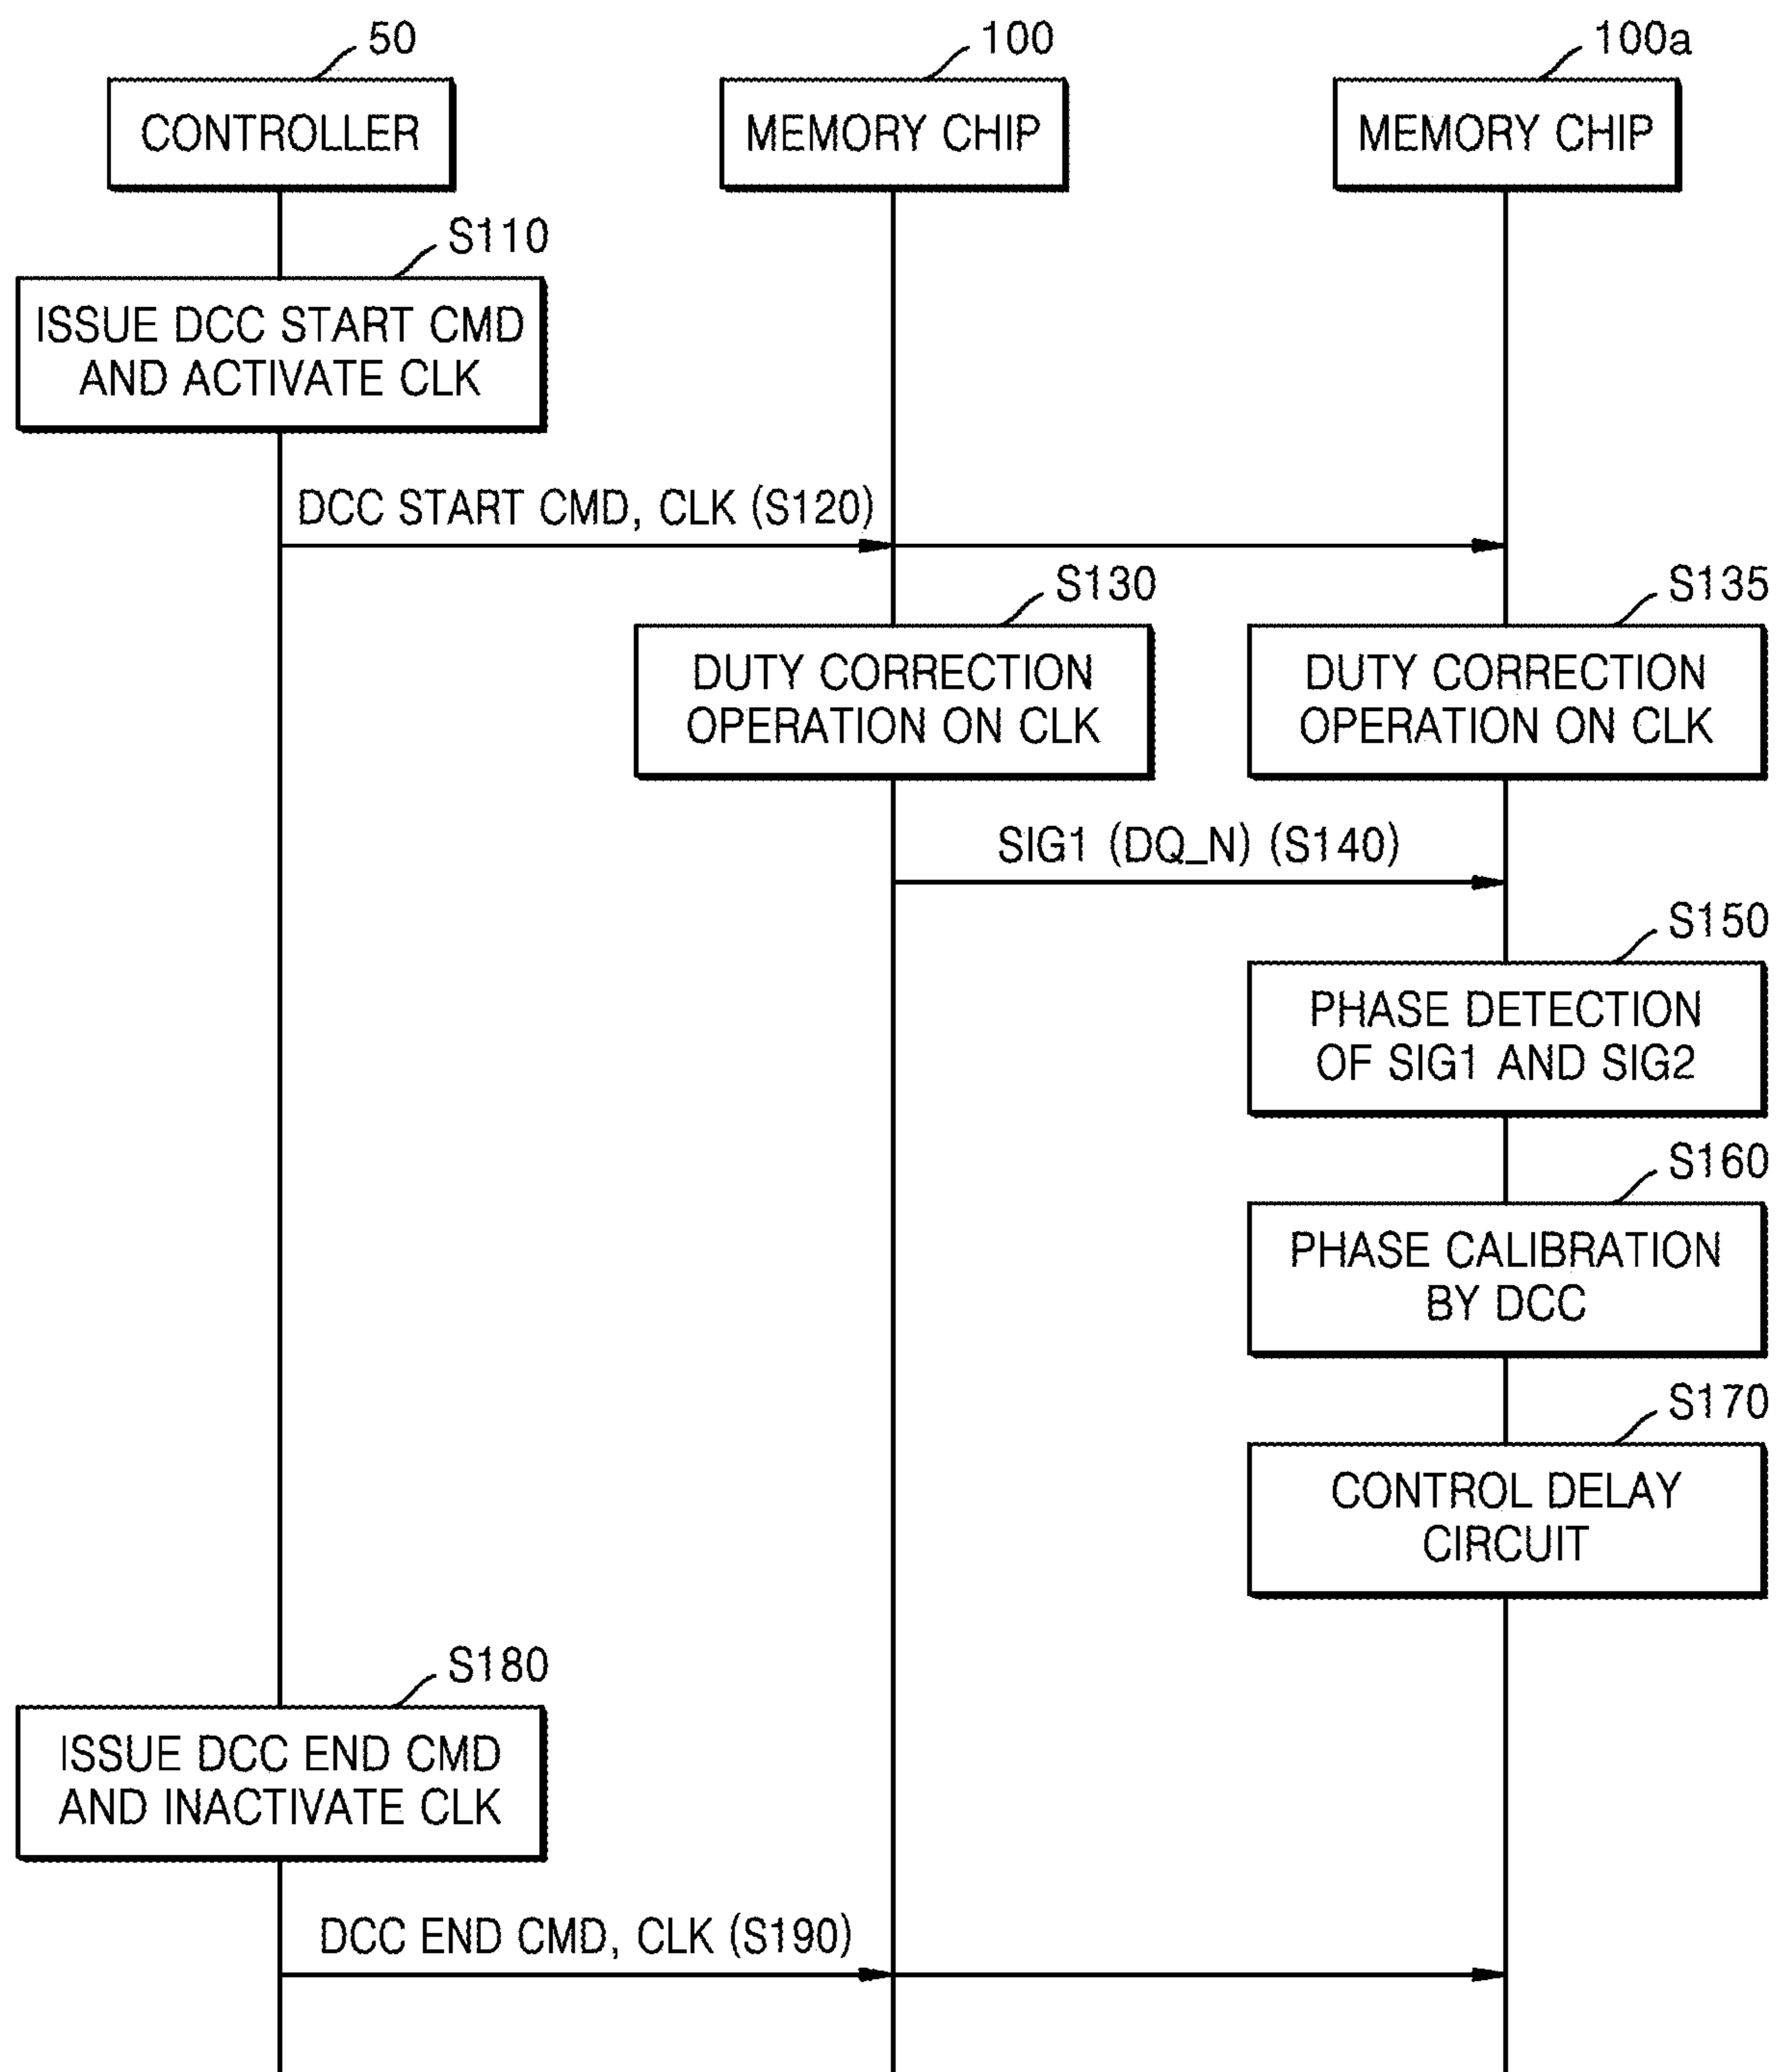 50
100
100a
CONTROLLER
MEMORY CHIP
MEMORY CHIP
S110
ISSUE DCC START CMD
AND ACTIVATE CLK
DCC START CMD, CLK (S120)
S130
S135
DUTY CORRECTION
OPERATION ON CLK
DUTY CORRECTION
OPERATION ON CLK
SIG1 (DQ_N) (S140)
S150
PHASE DETECTION
OF SIG1 AND SIG2
S160
PHASE CALIBRATION
BY DCC
S170
CONTROL DELAY
CIRCUIT
S180
ISSUE DCC END CMD
AND INACTIVATE CLK
DCC END CMD, CLK (S190)